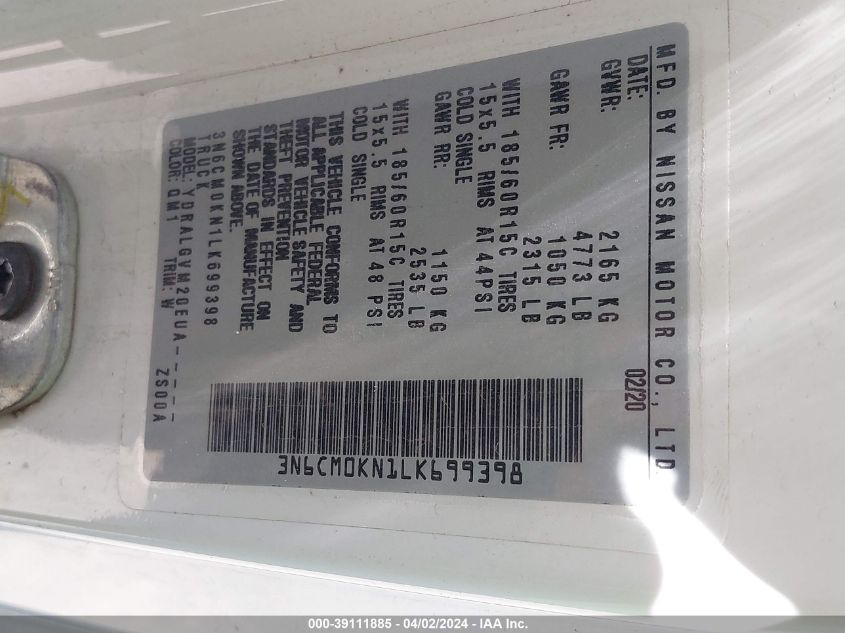 MFD. BY NISSAN MOTOR CO., LTD
DATE: 02/20
GVWR: 2165 KG
4773 LB
GAWR FR: 1050 KG
2315 LB
WITH 185/60R15C TIRES
15x5.5 RIMS AT 44PSI
COLD SINGLE
GAWR RR: 1150 KG
2535 LB
WITH 185/60R15C TIRES
15x5.5 RIMS AT 48 PSI
COLD SINGLE
THIS VEHICLE CONFORMS TO
ALL APPLICABLE FEDERAL
MOTOR VEHICLE SAFETY AND
THEFT PREVENTION
STANDARDS IN EFFECT ON
THE DATE OF MANUFACTURE
SHOWN ABOVE.
3N6CM0KN1LK699398
TRUCK
MODEL: YDRALGVM20EUA-----
COLOR: QM1 TRIM: W ZS00A
3N6CM0KN1LK699398
000-39111885 - 04/02/2024 - IAA Inc.